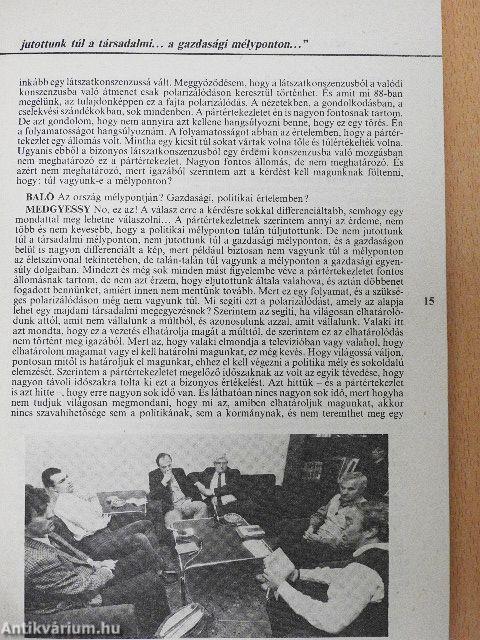 jutottunk túl a társadalmi... a gazdasági mélyponton..."
inkább egy látszatkonszenzussá vált. Meggyőződésem, hogy a látszatkonszenzusból a valódi
konszenzusba való átmenet csak polarizálódáson keresztül történhet. És amit mi 88-ban
megélünk, az tulajdonképpen ez a fajta polarizálódás. A nézetekben, a gondolkodásban, a
cselekvési szándékokban, sok mindenben. A pártértekezletet én is nagyon fontosnak tartom.
De azt gondolom, hogy nem annyira azt kellene hangsúlyozni benne, hogy ez egy törés. Én
a folyamatosságot hangsúlyoznám. A folyamatosságot abban az értelemben, hogy a pártér-
tekezlet egy állomás volt. Mintha egy kicsit túl sokat vártak volna tőle és túlértékelték volna.
Ugyanis ebből a bizonyos látszatkonszenzusból egy érdemi konszenzusba való mozgásban
nem meghatározó ez a pártértekezlet. Nagyon fontos állomás, de nem meghatározó. És
azért nem meghatározó, mert igazából szerintem azt a kérdést kell magunknak föltenni,
hogy: túl vagyunk-e a mélyponton?
BALÓ Az ország mélypontján? Gazdasági, politikai értelemben?
MEDGYESSY No, ez az! A válasz erre a kérdésre sokkal differenciáltabb, semhogy egy
mondattal meg lehetne válaszolni... A pártértekezletnek szerintem annyi az érdeme, nem
több és nem kevesebb, hogy a politikai mélyponton talán túljutottunk. De nem jutottunk
túl a társadalmi mélyponton, nem jutottunk túl a gazdasági mélyponton, és a gazdaságon
belül is nagyon differenciált a kép, mert például biztosan nem vagyunk túl a mélyponton
az életszínvonal tekintetében, de talán-talán túl vagyunk a mélyponton a gazdasági egyen-
súly dolgaiban. Mindezt és még sok minden mást figyelembe véve a pártértekezletet fontos
állomásnak tartom, de nem azt érzem, hogy eljutottunk általa valahova, és aztán döbbenet
fogadott bennünket, amiért innen nem mentünk tovább. Mert ez egy folyamat, és a szüksé-
ges polarizálódáson még nem vagyunk túl. Mi segíti ezt a polarizálódást, amely az alapja
lehet egy majdani társadalmi megegyezésnek? Szerintem az segíti, ha világosan elhatároló-
dunk attól, amit nem vállalunk a múltból, és azonosulunk azzal, amit vállalunk. Valaki itt
azt mondta, hogy ez a vezetés elhatárolja magát a múlttól, de szerintem ez az elhatárolódás
nem történt meg igazából. Mert az, hogy valaki elmondja a televízióban vagy valahol, hogy
elhatárolom magamat vagy el kell határolni magunkat, ez még kevés. Hogy világossá váljon,
pontosan mitől is határoljuk el magunkat, ehhez el kell végezni a politika mély és sokoldalú
elemzését. Szerintem a pártértekezletet megelőző időszaknak az volt az egyik tévedése, hogy
nagyon távoli időszakra tolta ki ezt a bizonyos értékelést. Azt hittük – és a pártértekezlet
is azt hitte –, hogy erre nagyon sok idő van. És láthatóan nincs nagyon sok idő, mert hogyha
nem tudjuk világosan megmondani, hogy mi az, amiben elhatároljuk magunkat, akkor
nincs szavahihetősége sem a politikának, sem a kormánynak, és nem teremthet meg egy
15
Antikvárium.hu